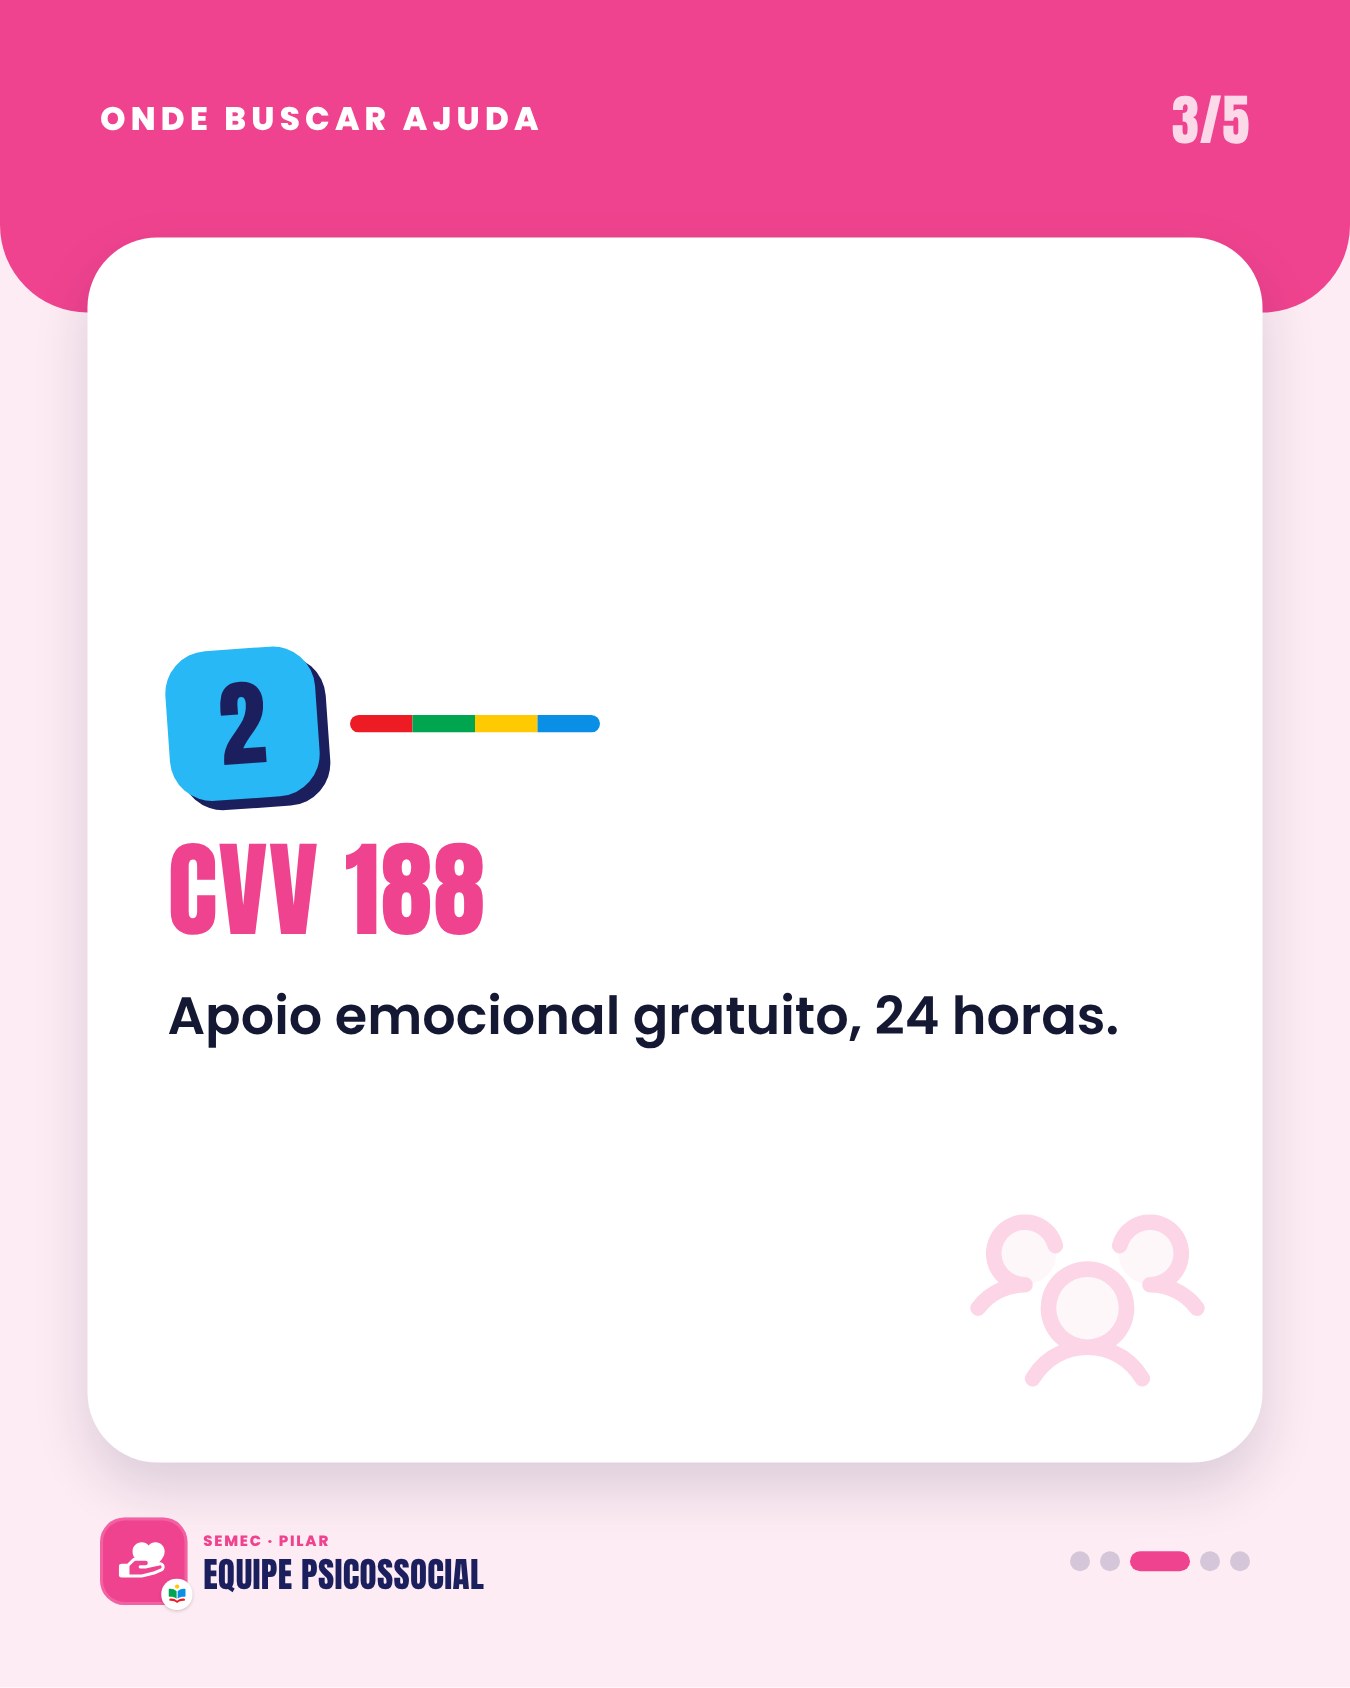 ONDE BUSCAR AJUDA
3/5
2
CVV 188
Apoio emocional gratuito, 24 horas.
SEMEC · PILAR
EQUIPE PSICOSSOCIAL